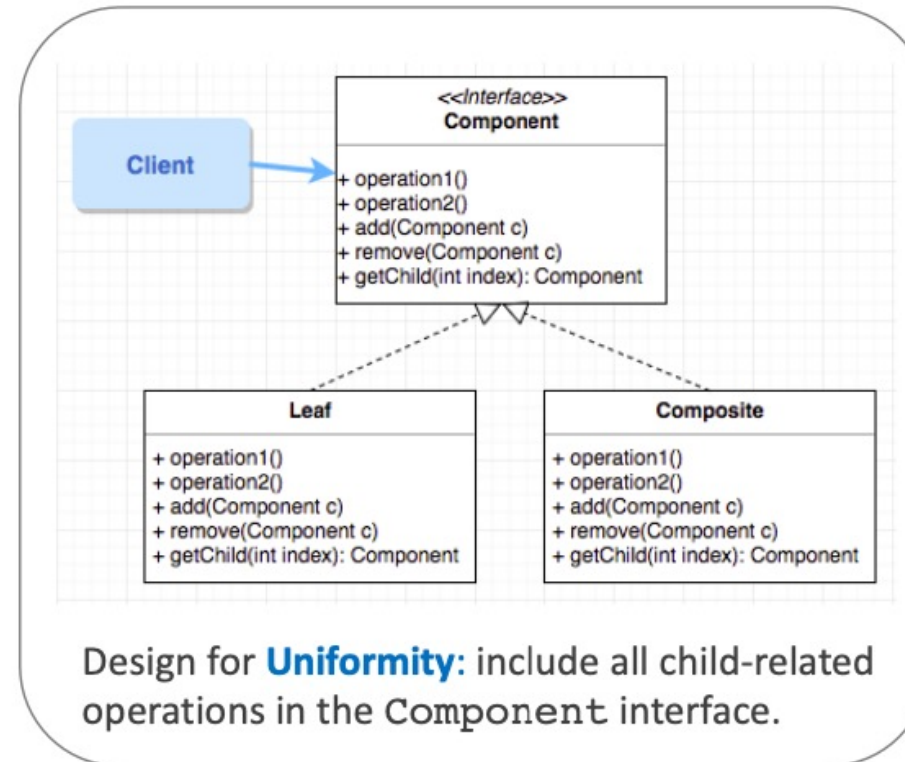 <<Interface>>
Component
Client
+ operation1()
+ operation2()
+ add(Component c)
+ remove(Component c)
+ getChild(int index): Component
Leaf
+ operation1()
+ operation2()
+ add(Component c)
+ remove(Component c)
+ getChild(int index): Component
Composite
+ operation1()
+ operation2()
+ add(Component c)
+ remove(Component c)
+ getChild(int index): Component
Design for Uniformity: include all child-related
operations in the Component interface.